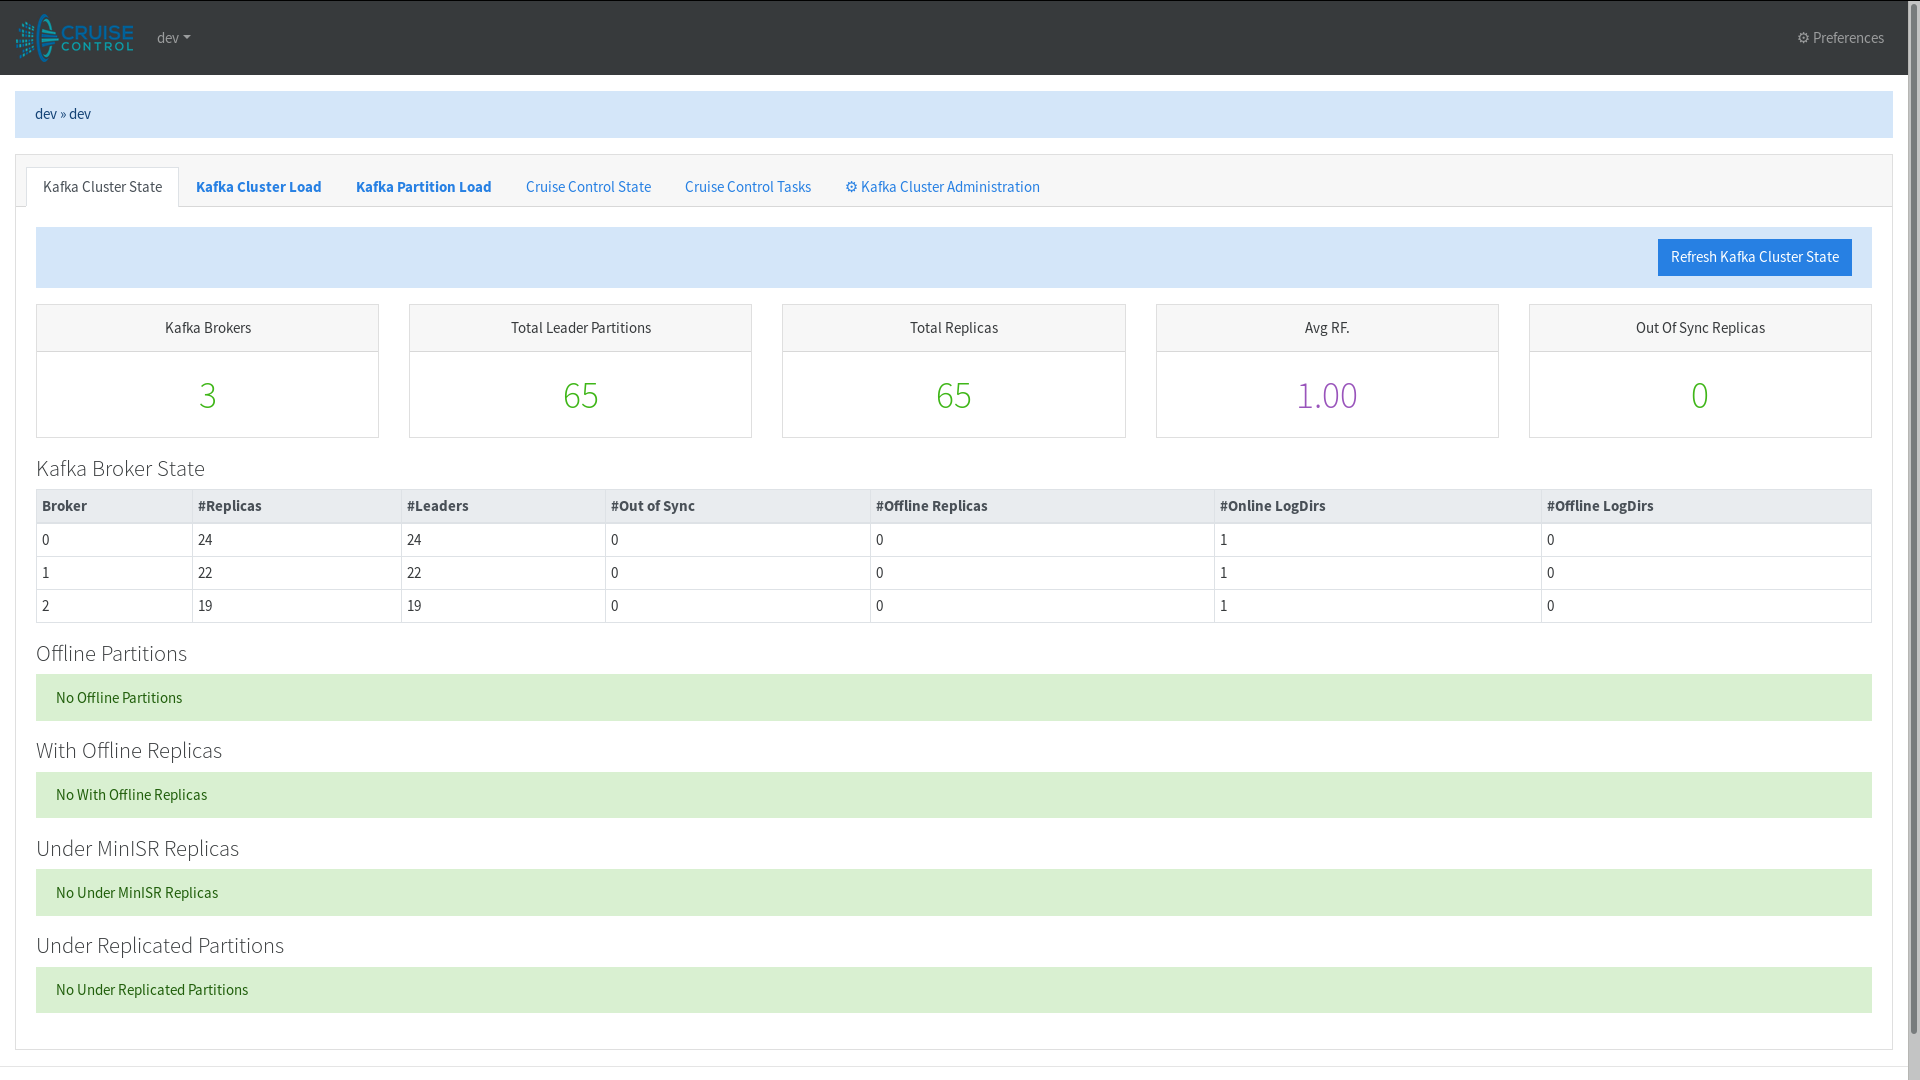 CRUISE CONTROL
dev
⚙ Preferences
dev » dev
Kafka Cluster State
Kafka Cluster Load
Kafka Partition Load
Cruise Control State
Cruise Control Tasks
⚙ Kafka Cluster Administration
Refresh Kafka Cluster State
Kafka Brokers
3
Total Leader Partitions
65
Total Replicas
65
Avg RF.
1.00
Out Of Sync Replicas
0
Kafka Broker State
Broker #Replicas #Leaders #Out of Sync #Offline Replicas #Online LogDirs #Offline LogDirs
0 24 24 0 0 1 0
1 22 22 0 0 1 0
2 19 19 0 0 1 0
Offline Partitions
No Offline Partitions
With Offline Replicas
No With Offline Replicas
Under MinISR Replicas
No Under MinISR Replicas
Under Replicated Partitions
No Under Replicated Partitions